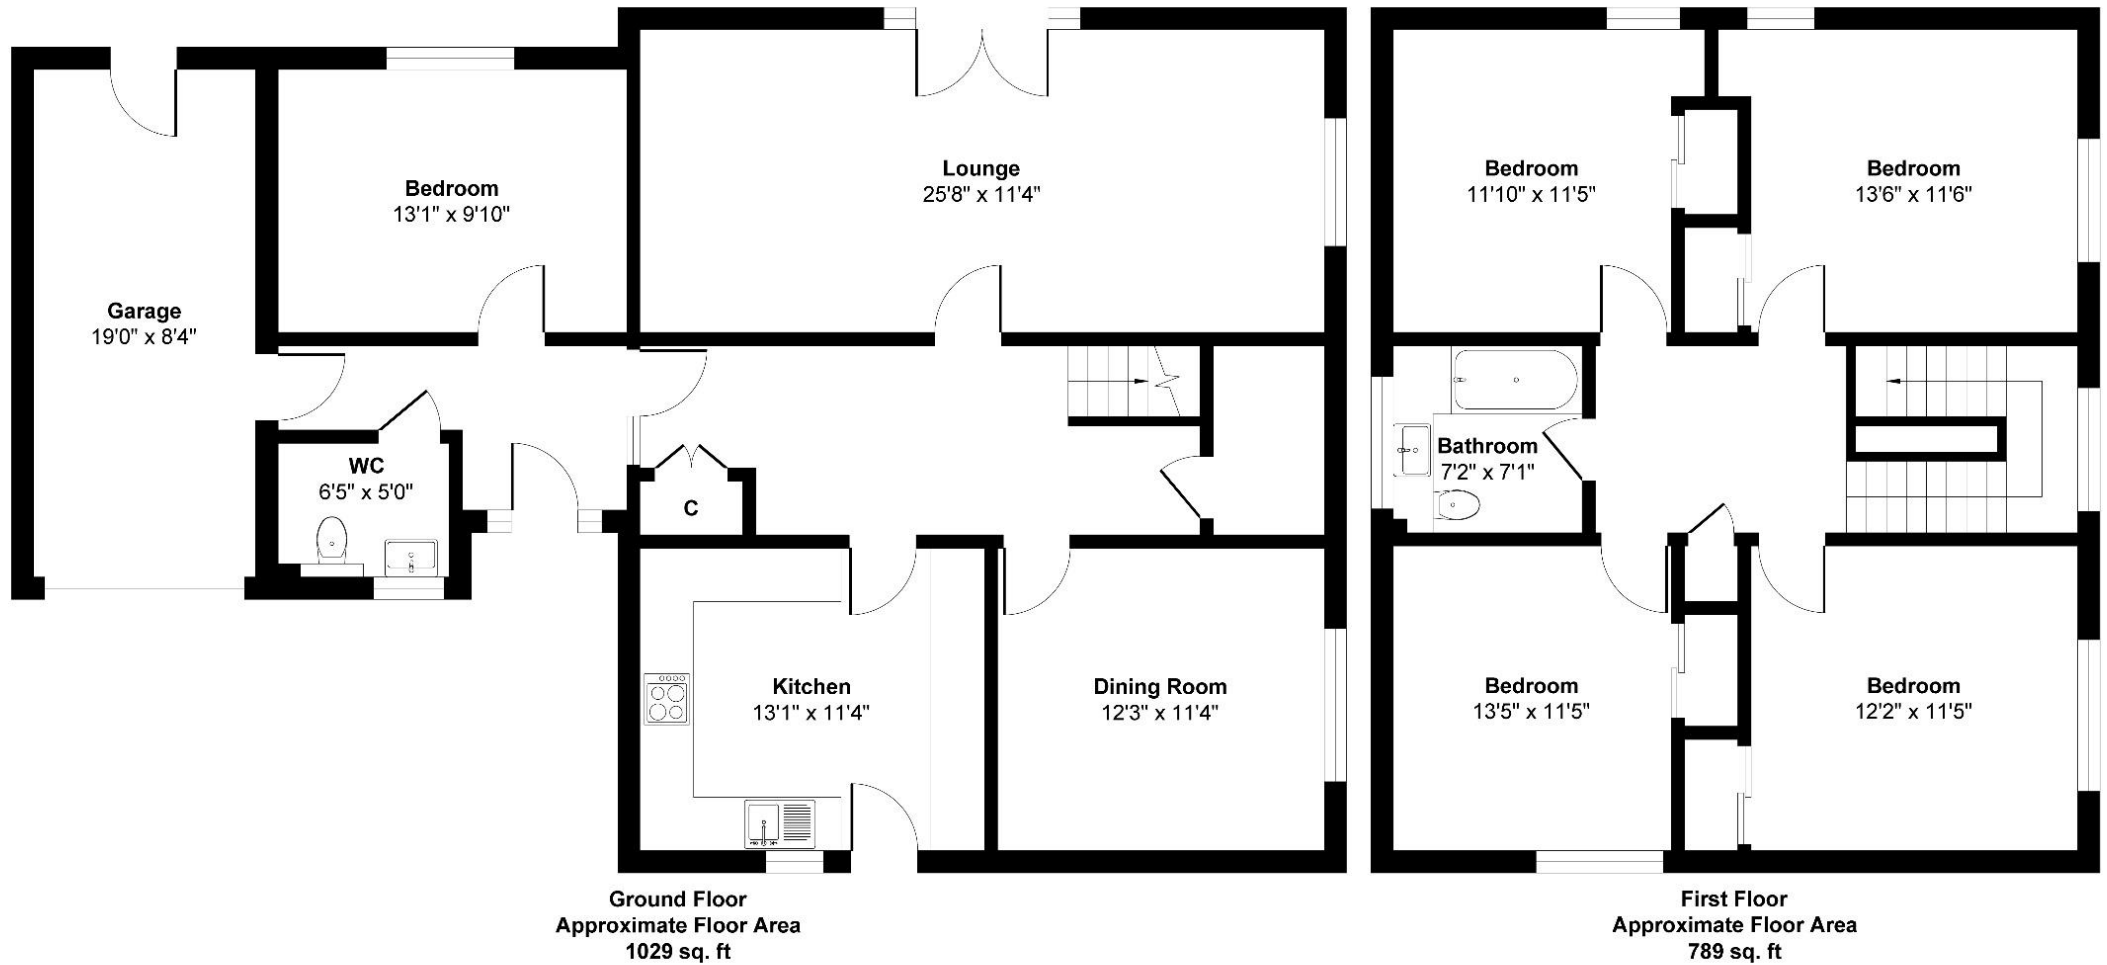 Garage
19'0" x 8'4"
Bedroom
13'1" x 9'10"
Lounge
25'8" x 11'4"
WC
6'5" x 5'0"
C
Kitchen
13'1" x 11'4"
Dining Room
12'3" x 11'4"
Ground Floor
Approximate Floor Area
1029 sq. ft
Bedroom
11'10" x 11'5"
Bedroom
13'6" x 11'6"
Bathroom
7'2" x 7'1"
Bedroom
13'5" x 11'5"
Bedroom
12'2" x 11'5"
First Floor
Approximate Floor Area
789 sq. ft